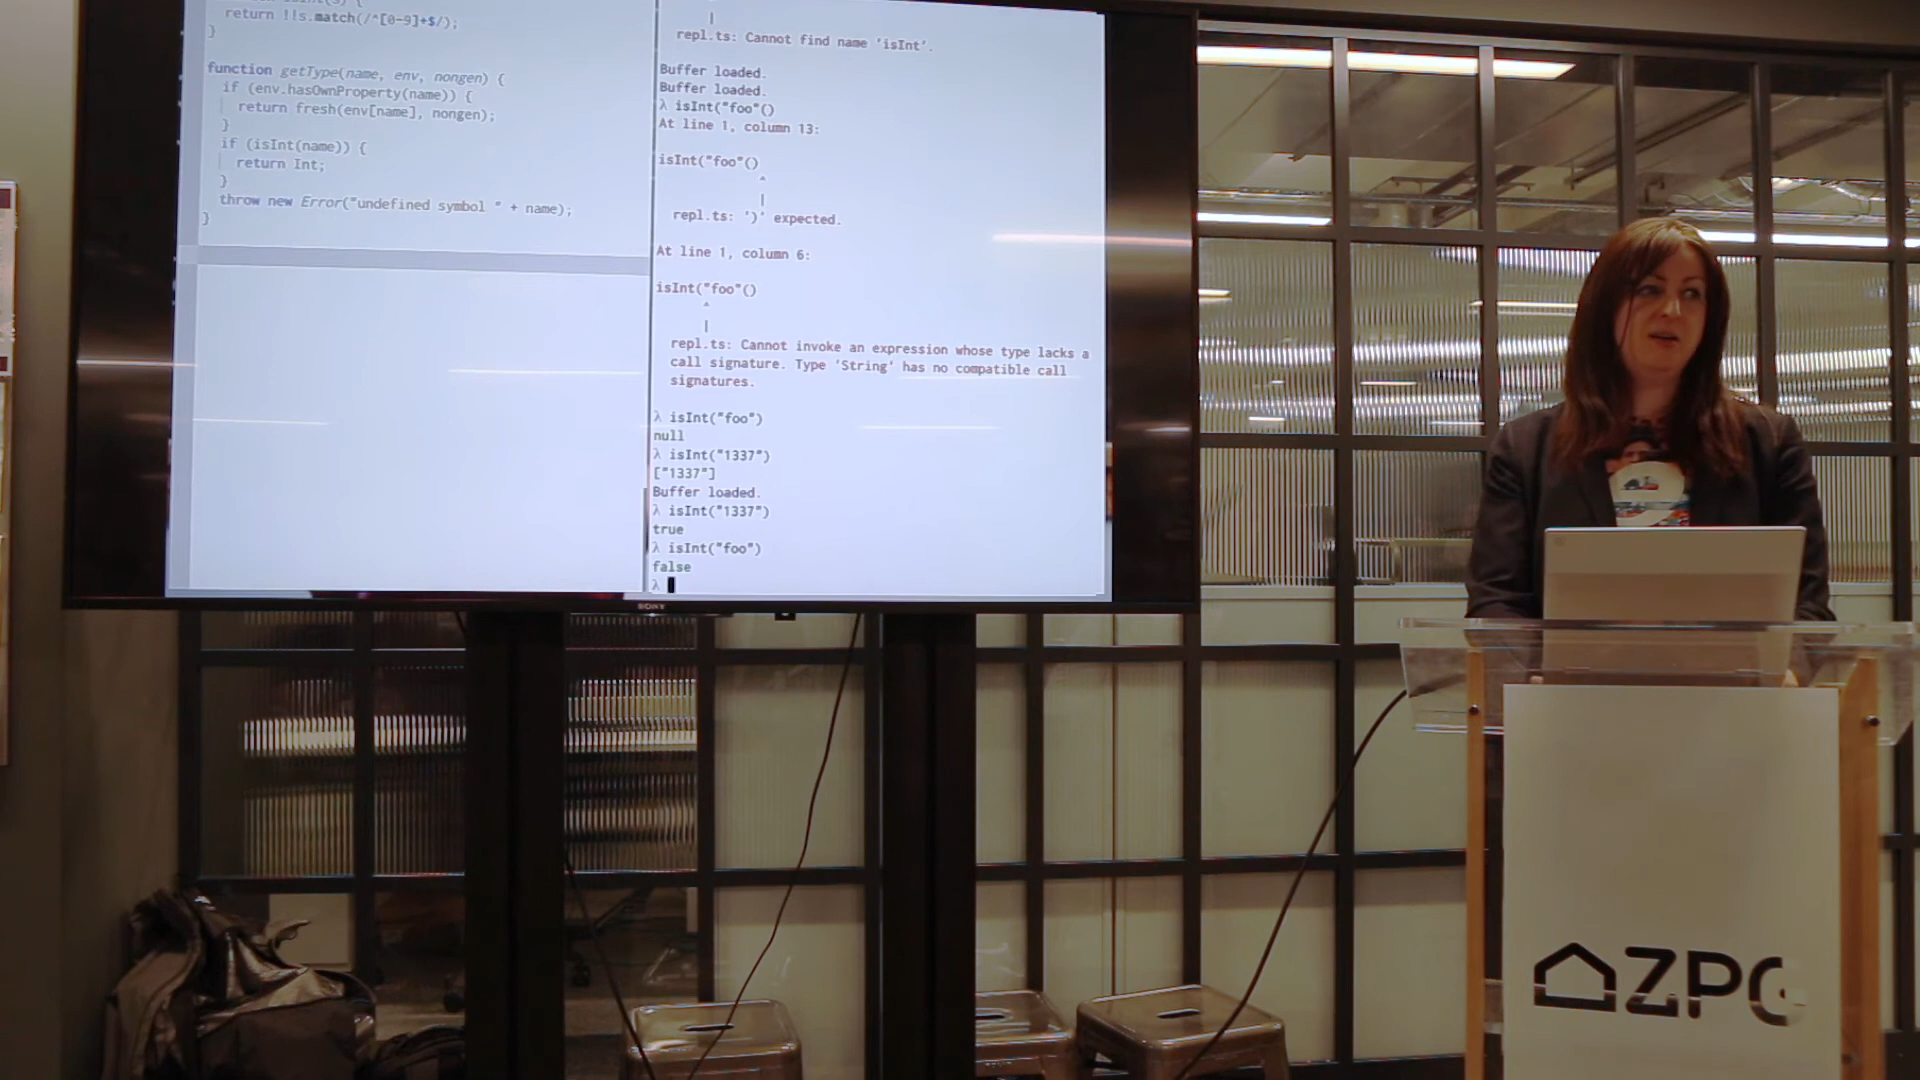 return !!s.match(/^[0-9]+$/);
}
function getType(name, env, nongen) {
if (env.hasOwnProperty(name)) {
return fresh(env[name], nongen);
}
if (isInt(name)) {
return Int;
}
throw new Error("undefined symbol " + name);
}
|
repl.ts: Cannot find name 'isInt'.
Buffer loaded.
Buffer loaded.
λ isInt("foo"()
At line 1, column 13:
isInt("foo"()
^
|
repl.ts: ')' expected.
At line 1, column 6:
isInt("foo"()
^
|
repl.ts: Cannot invoke an expression whose type lacks a
call signature. Type 'String' has no compatible call
signatures.
λ isInt("foo")
null
λ isInt("1337")
["1337"]
Buffer loaded.
λ isInt("1337")
true
λ isInt("foo")
false
λ
SONY
ZPG